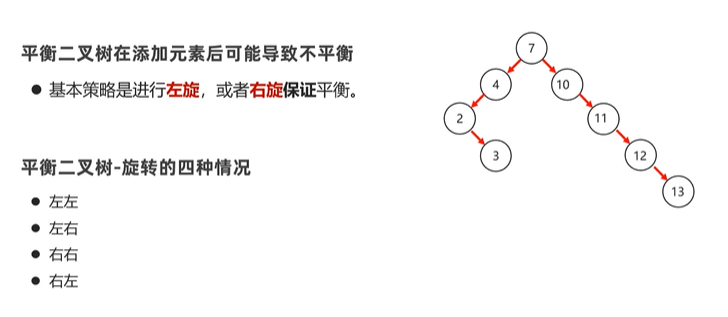 平衡二叉树在添加元素后可能导致不平衡
● 基本策略是进行左旋，或者右旋保证平衡。
平衡二叉树-旋转的四种情况
● 左左
● 左右
● 右右
● 右左
7
4
10
2
11
3
12
13